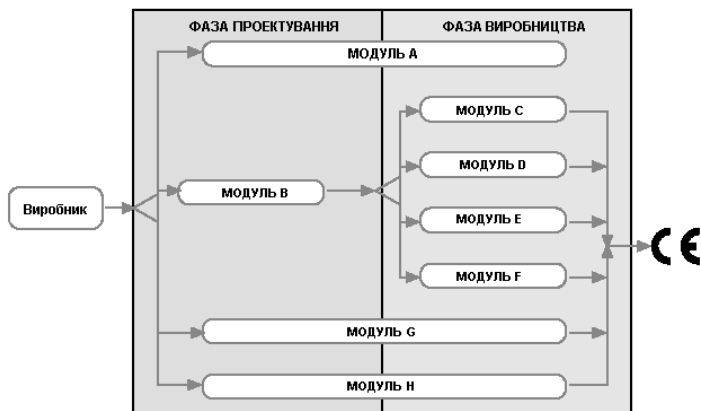 ФАЗА ПРОЕКТУВАННЯ
ФАЗА ВИРОБНИЦТВА
МОДУЛЬ A
МОДУЛЬ C
МОДУЛЬ D
МОДУЛЬ B
Виробник
МОДУЛЬ E
CE
МОДУЛЬ F
МОДУЛЬ G
МОДУЛЬ H